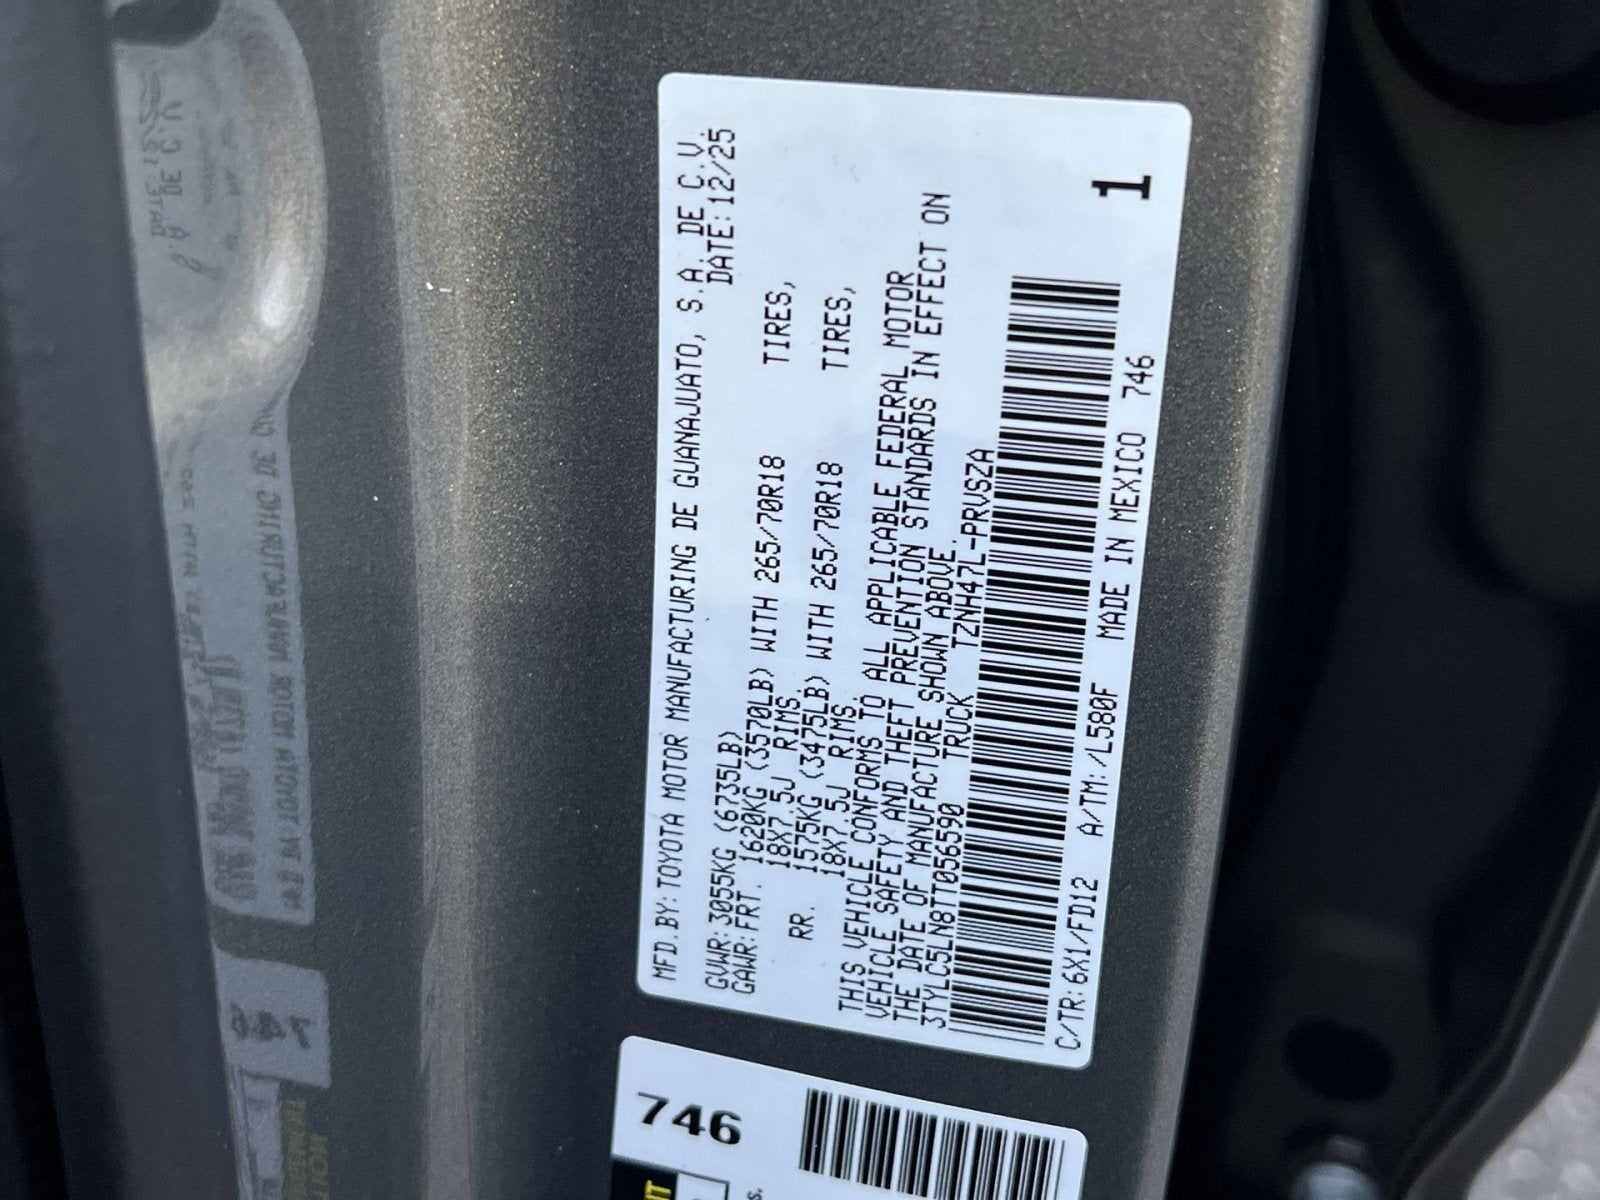 MFD.BY:TOYOTA MOTOR MANUFACTURING DE GUANAJUATO, S.A. DE C.V.
DATE:12/25
GVWR:3055KG (6735LB)
GAWR:FRT. 1620KG (3570LB) WITH 265/70R18 TIRES,
18X7.5J RIMS.
RR. 1575KG (3475LB) WITH 265/70R18 TIRES,
18X7.5J RIMS.
THIS VEHICLE CONFORMS TO ALL APPLICABLE FEDERAL MOTOR
VEHICLE SAFETY AND THEFT PREVENTION STANDARDS IN EFFECT ON
THE DATE OF MANUFACTURE SHOWN ABOVE.
3TYLC5LN8TT056590 TRUCK TZNH47L-PRVSZA
1
C/TR:6X1/FD12 A/TM:/L580F MADE IN MEXICO 746
746